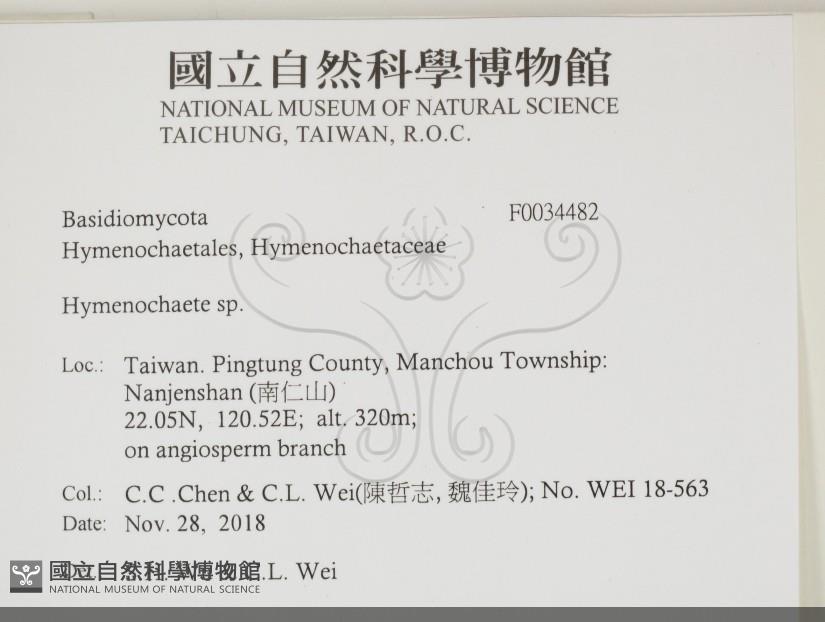 國立自然科學博物館
NATIONAL MUSEUM OF NATURAL SCIENCE
TAICHUNG, TAIWAN, R.O.C.
Basidiomycota F0034482
Hymenochaetales, Hymenochaetaceae
Hymenochaete sp.
Loc.: Taiwan. Pingtung County, Manchou Township:
Nanjenshan (南仁山)
22.05N, 120.52E; alt. 320m;
on angiosperm branch
Col.: C.C .Chen & C.L. Wei(陳哲志, 魏佳玲); No. WEI 18-563
Date: Nov. 28, 2018
L. Wei
國立自然科學博物館
NATIONAL MUSEUM OF NATURAL SCIENCE